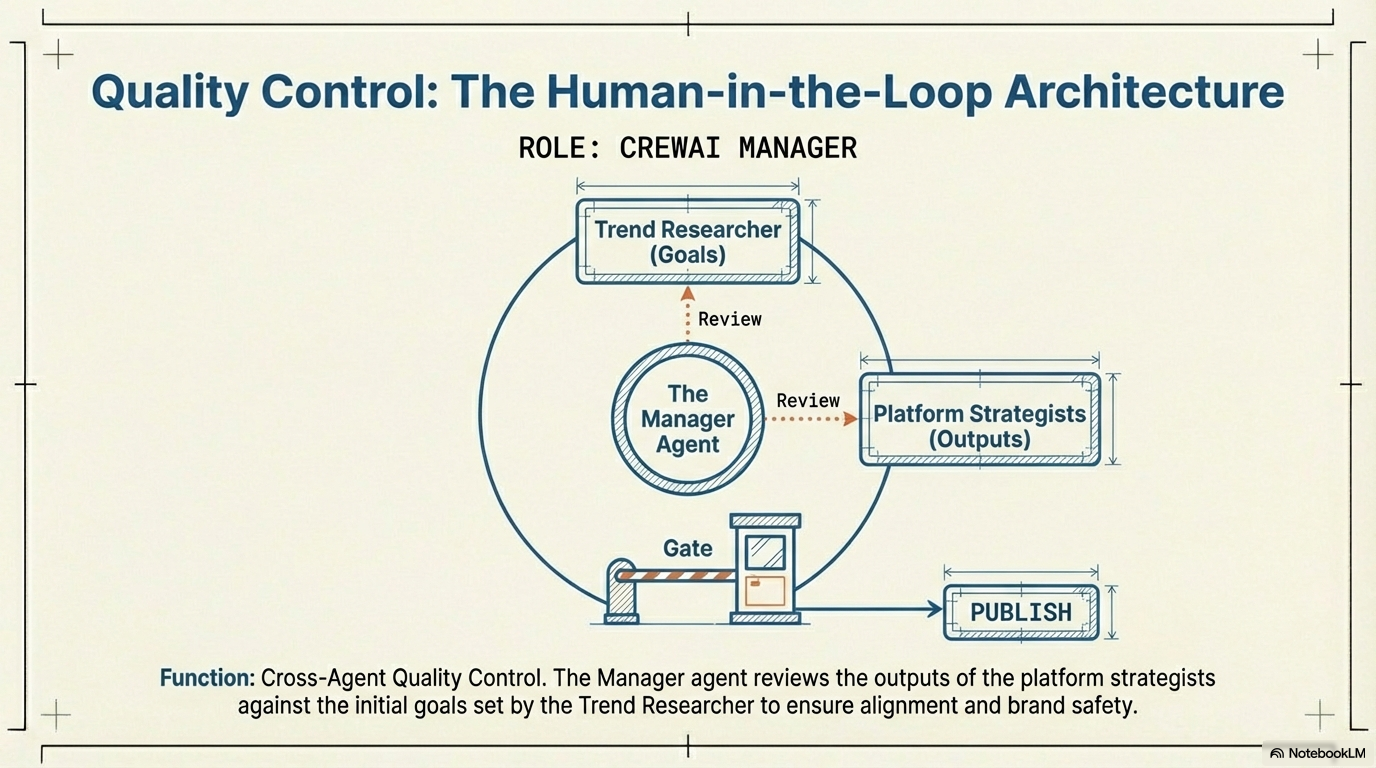 Quality Control: The Human-in-the-Loop Architecture
ROLE: CREWAI MANAGER
Trend Researcher
(Goals)
Review
The
Manager
Agent
Review
Platform Strategists
(Outputs)
Gate
PUBLISH
Function: Cross-Agent Quality Control. The Manager agent reviews the outputs of the platform strategists
against the initial goals set by the Trend Researcher to ensure alignment and brand safety.
NotebookLM